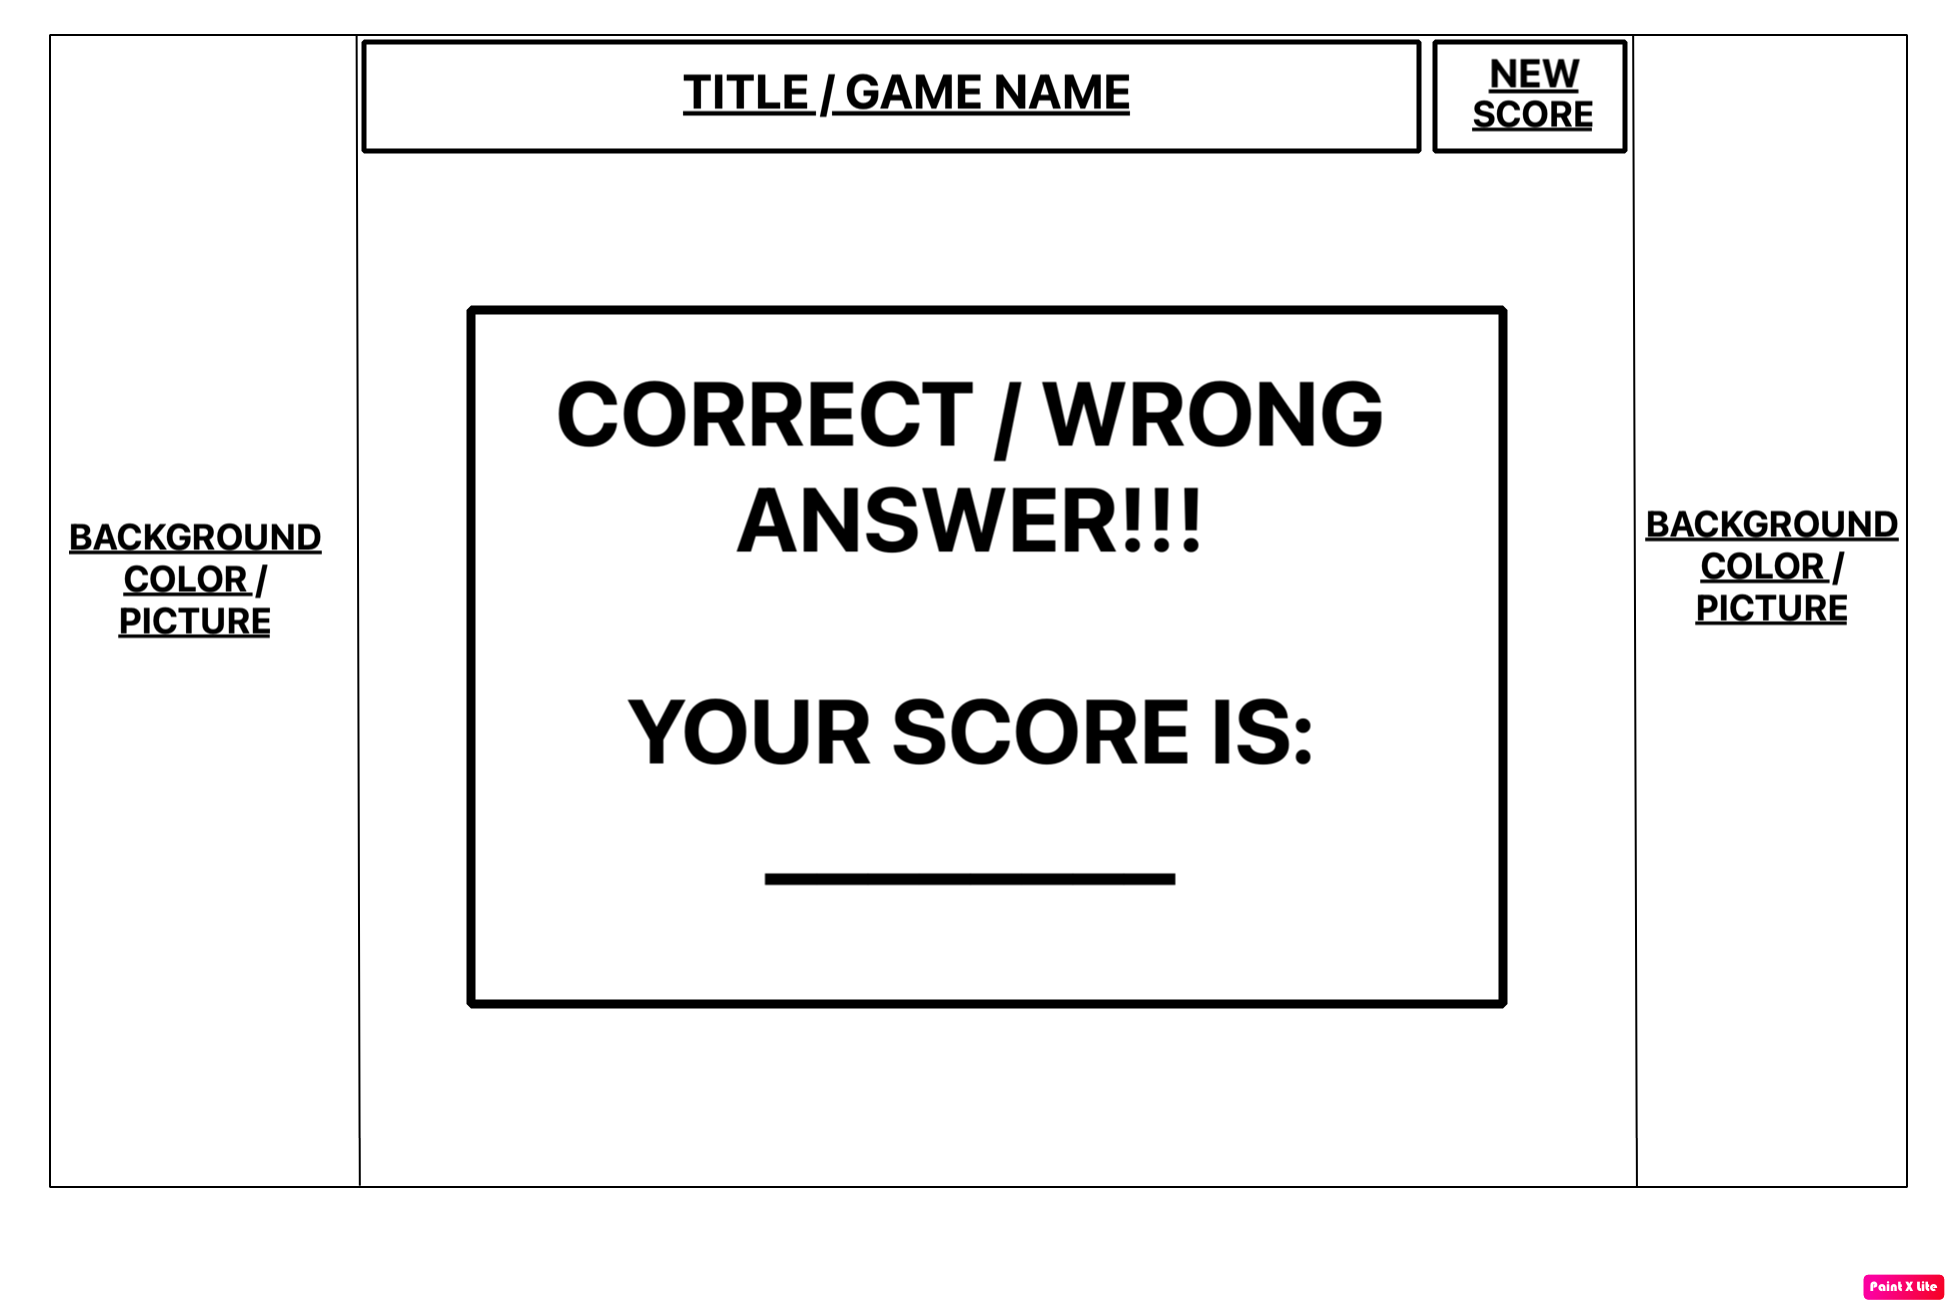 TITLE / GAME NAME
NEW
SCORE
CORRECT / WRONG
ANSWER!!!
YOUR SCORE IS:
BACKGROUND
COLOR /
PICTURE
BACKGROUND
COLOR /
PICTURE
Paint X Lite